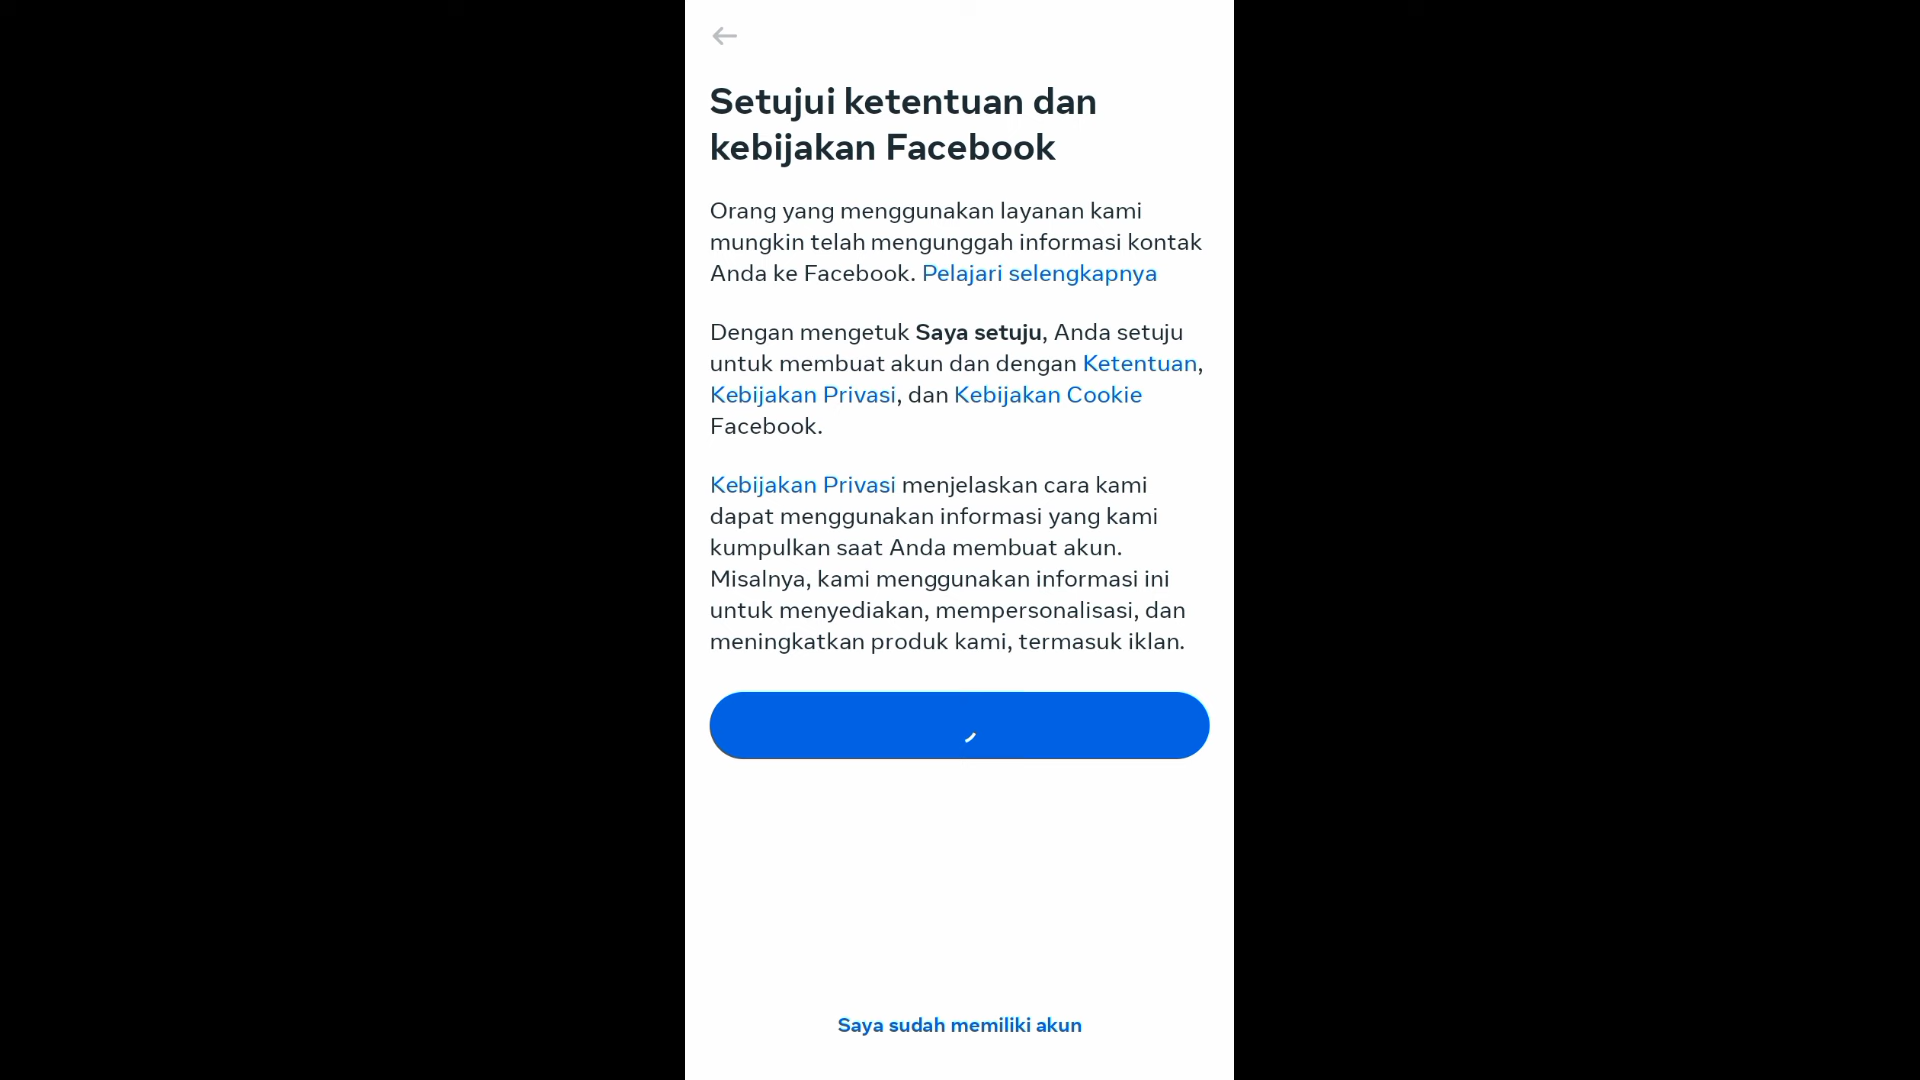 Setujui ketentuan dan
kebijakan Facebook
Orang yang menggunakan layanan kami
mungkin telah mengunggah informasi kontak
Anda ke Facebook. Pelajari selengkapnya
Dengan mengetuk Saya setuju, Anda setuju
untuk membuat akun dan dengan Ketentuan,
Kebijakan Privasi, dan Kebijakan Cookie
Facebook.
Kebijakan Privasi menjelaskan cara kami
dapat menggunakan informasi yang kami
kumpulkan saat Anda membuat akun.
Misalnya, kami menggunakan informasi ini
untuk menyediakan, mempersonalisasi, dan
meningkatkan produk kami, termasuk iklan.
Saya sudah memiliki akun